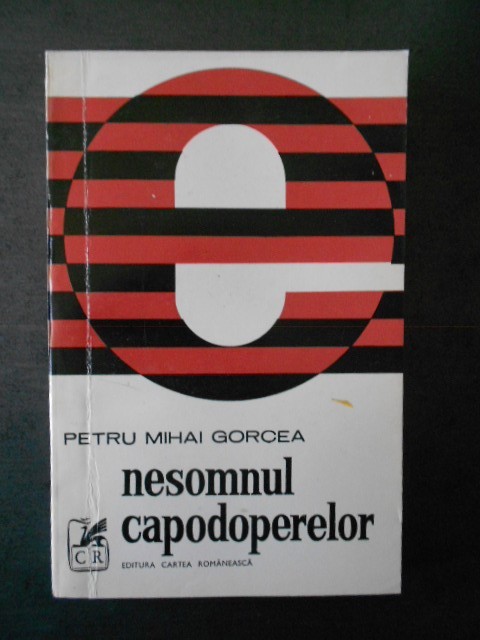 e
PETRU MIHAI GORCEA
nesomnul
capodoperelor
CR
EDITURA CARTEA ROMÂNEASCĂ